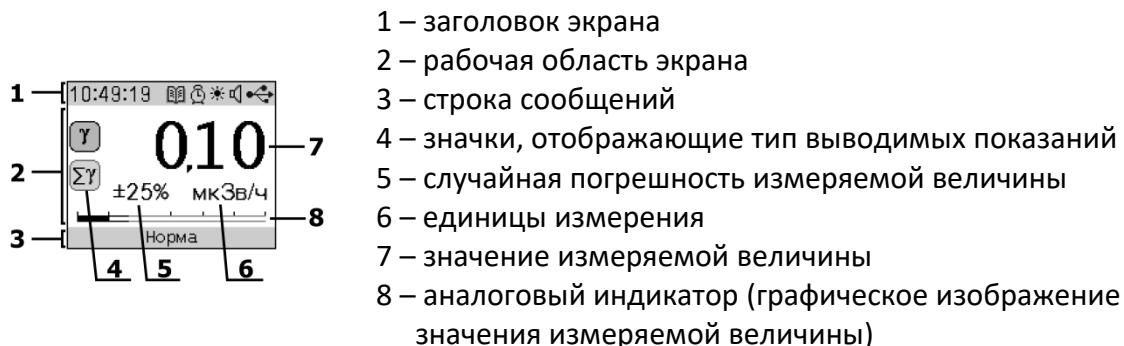 1 – заголовок экрана
2 – рабочая область экрана
3 – строка сообщений
4 – значки, отображающие тип выводимых показаний
5 – случайная погрешность измеряемой величины
6 – единицы измерения
7 – значение измеряемой величины
8 – аналоговый индикатор (графическое изображение
значения измеряемой величины)
1
10:49:19
γ
0,10
7
2
Σγ
±25% мкЗв/ч
8
3
Норма
4 5 6